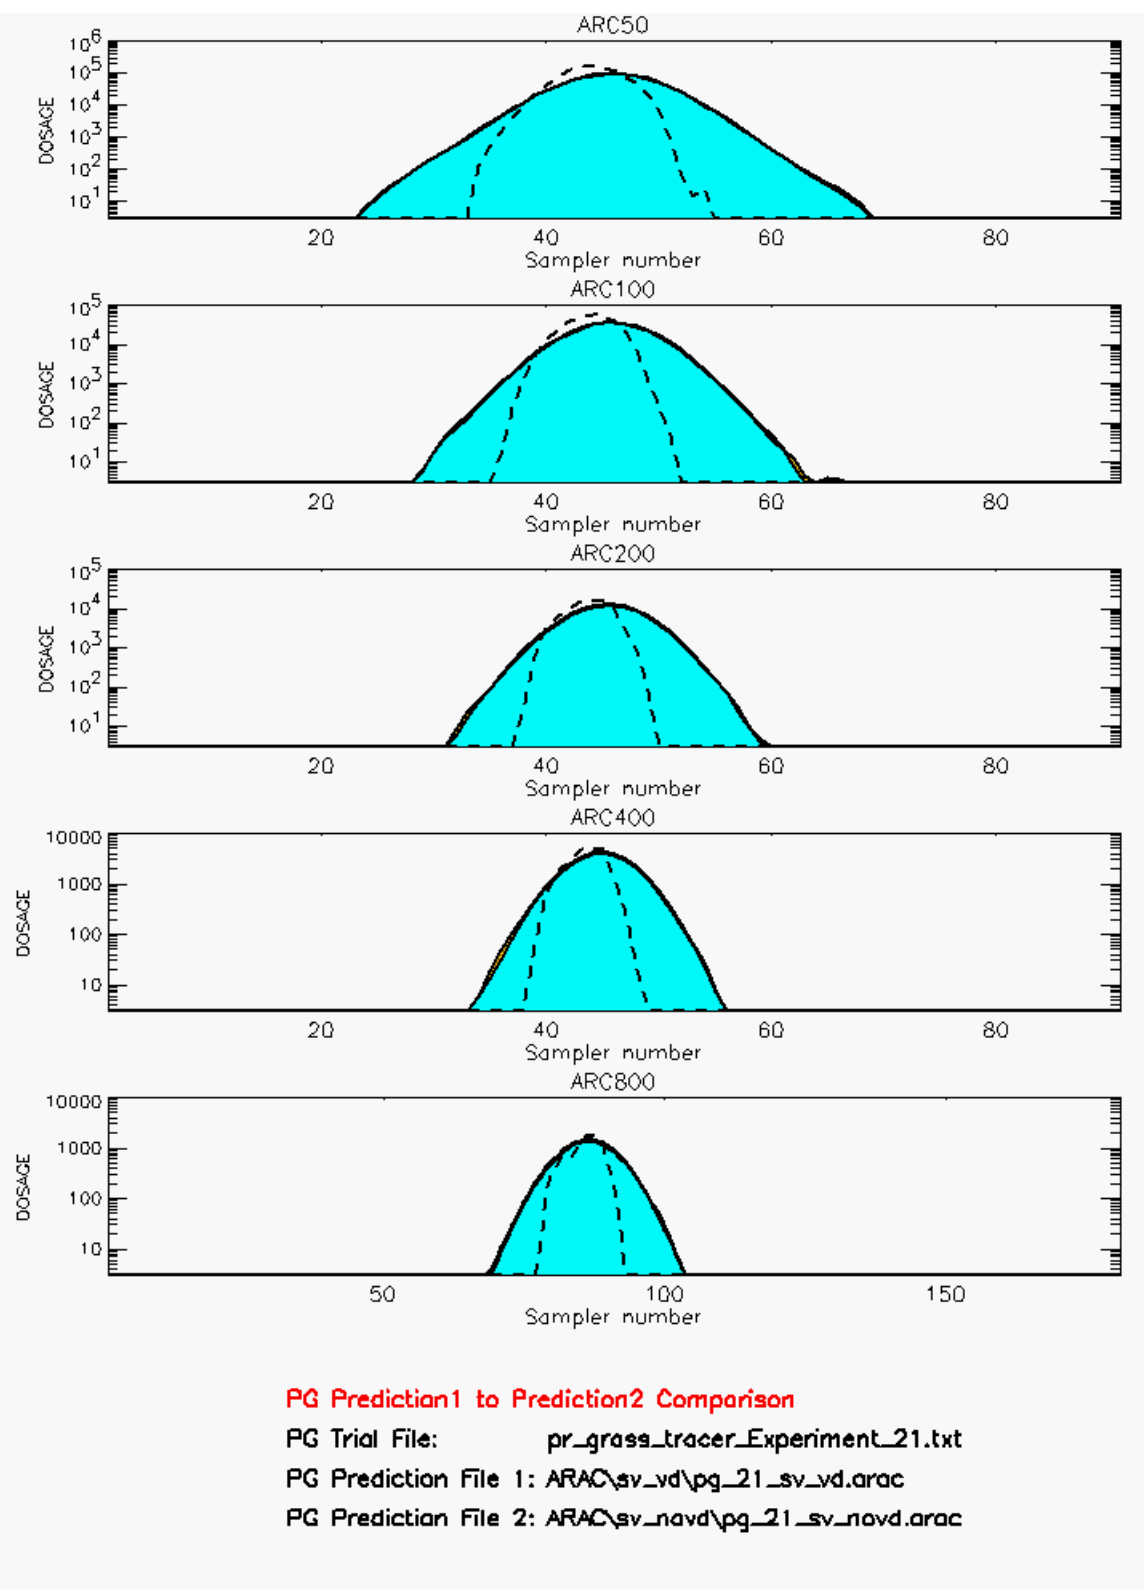 ARC50
10^6
10^5
10^4
10^3
10^2
10^1
DOSAGE
20 40 60 80
Sampler number
ARC100
10^5
10^4
10^3
10^2
10^1
DOSAGE
20 40 60 80
Sampler number
ARC200
10^5
10^4
10^3
10^2
10^1
DOSAGE
20 40 60 80
Sampler number
ARC400
10000
1000
100
10
DOSAGE
20 40 60 80
Sampler number
ARC800
10000
1000
100
10
DOSAGE
50 100 150
Sampler number
PG Prediction1 to Prediction2 Comparison
PG Trial File: pr_grass_tracer_Experiment_21.txt
PG Prediction File 1: ARAC\sv_vd\pg_21_sv_vd.arac
PG Prediction File 2: ARAC\sv_novd\pg_21_sv_novd.arac